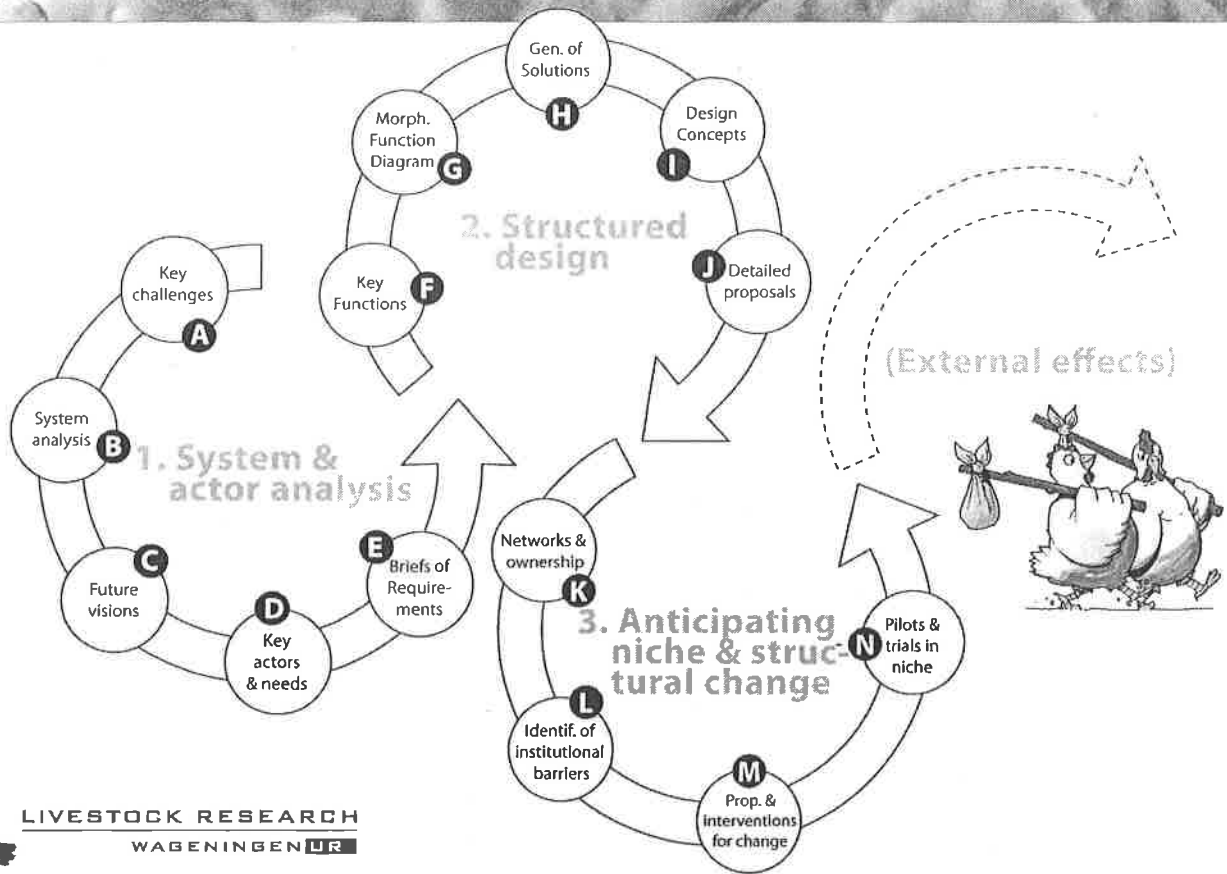 Key
challenges
A
System
analysis
B
1. System &
actor analysis
Future
visions
C
D
Key
actors
& needs
E
Briefs of
Require-
ments
Key
Functions
F
Morph.
Function
Diagram
G
Gen. of
Solutions
H
Design
Concepts
I
2. Structured
design
J
Detailed
proposals
Networks &
ownership
K
3. Anticipating
niche & struc-
tural change
L
Identif. of
institutional
barriers
M
Prop. &
interventions
for change
N
Pilots &
trials in
niche
(External effects)
LIVESTOCK RESEARCH
WAGENINGEN UR